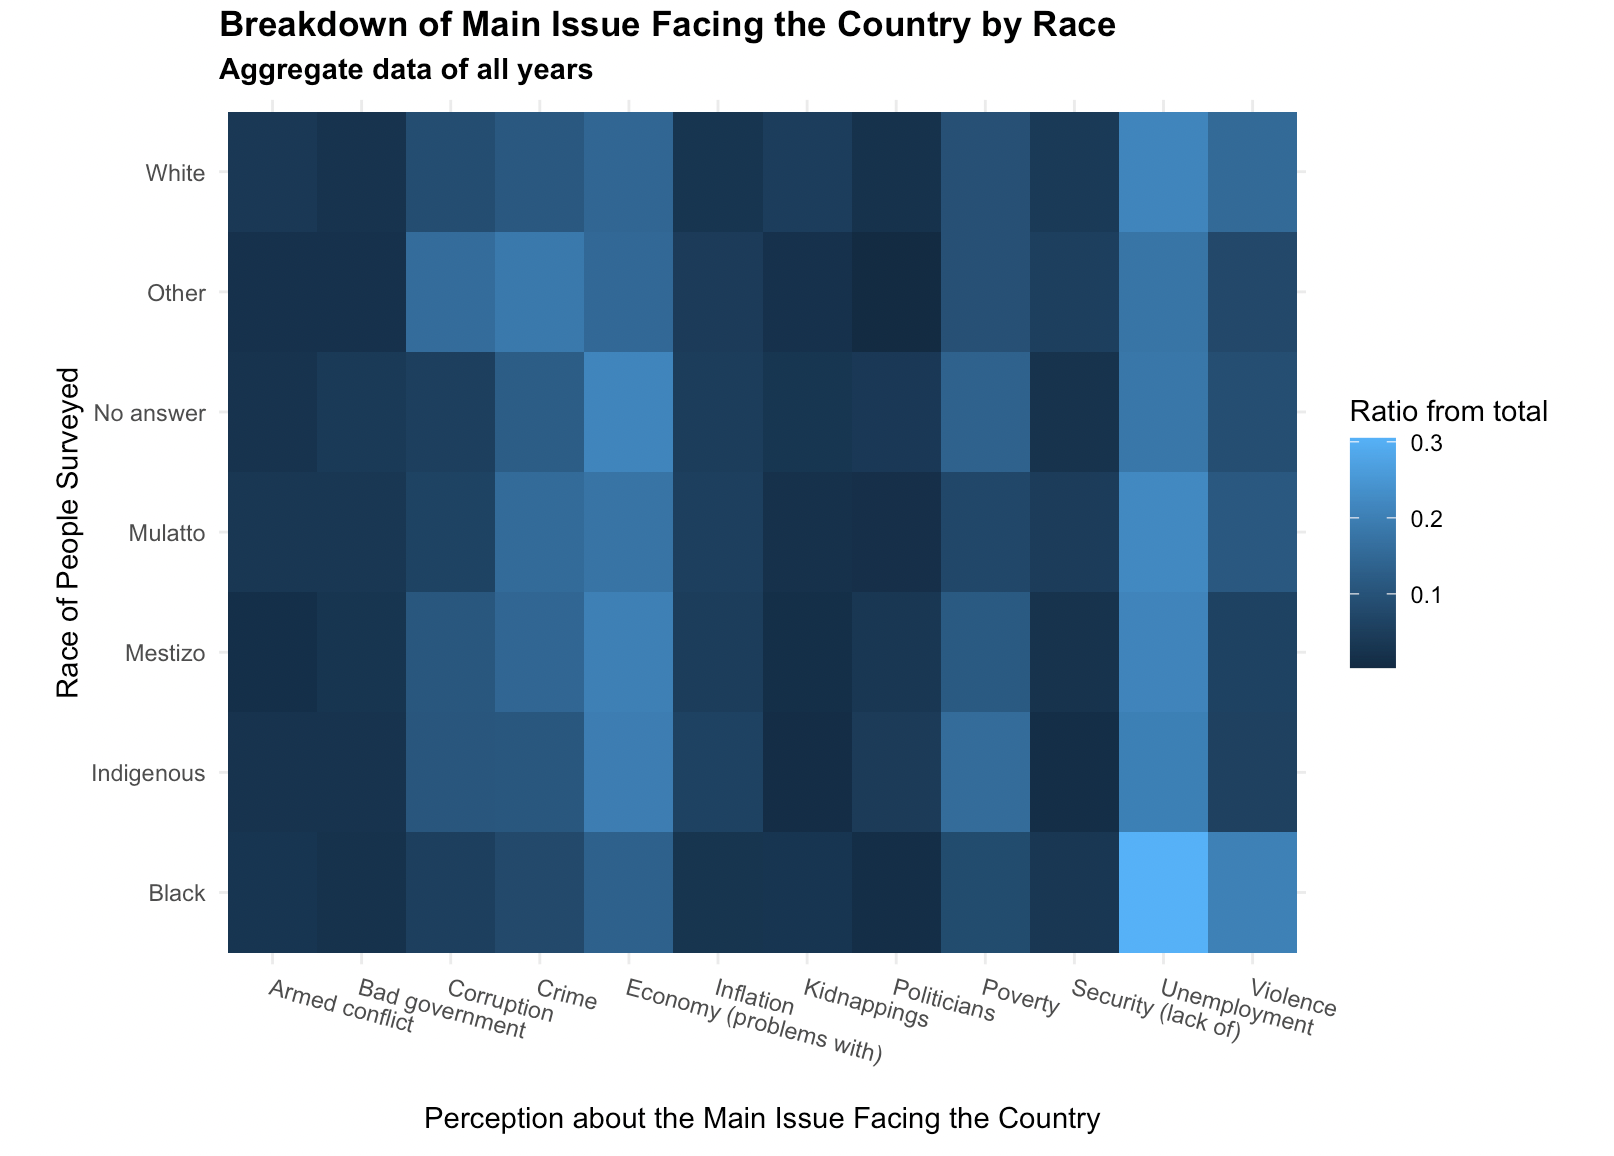 Breakdown of Main Issue Facing the Country by Race
Aggregate data of all years
Race of People Surveyed
White
Other
No answer
Mulatto
Mestizo
Indigenous
Black
Armed conflict
Bad government
Corruption
Crime
Economy (problems with)
Inflation
Kidnappings
Politicians
Poverty
Security (lack of)
Unemployment
Violence
Perception about the Main Issue Facing the Country
Ratio from total
0.3
0.2
0.1